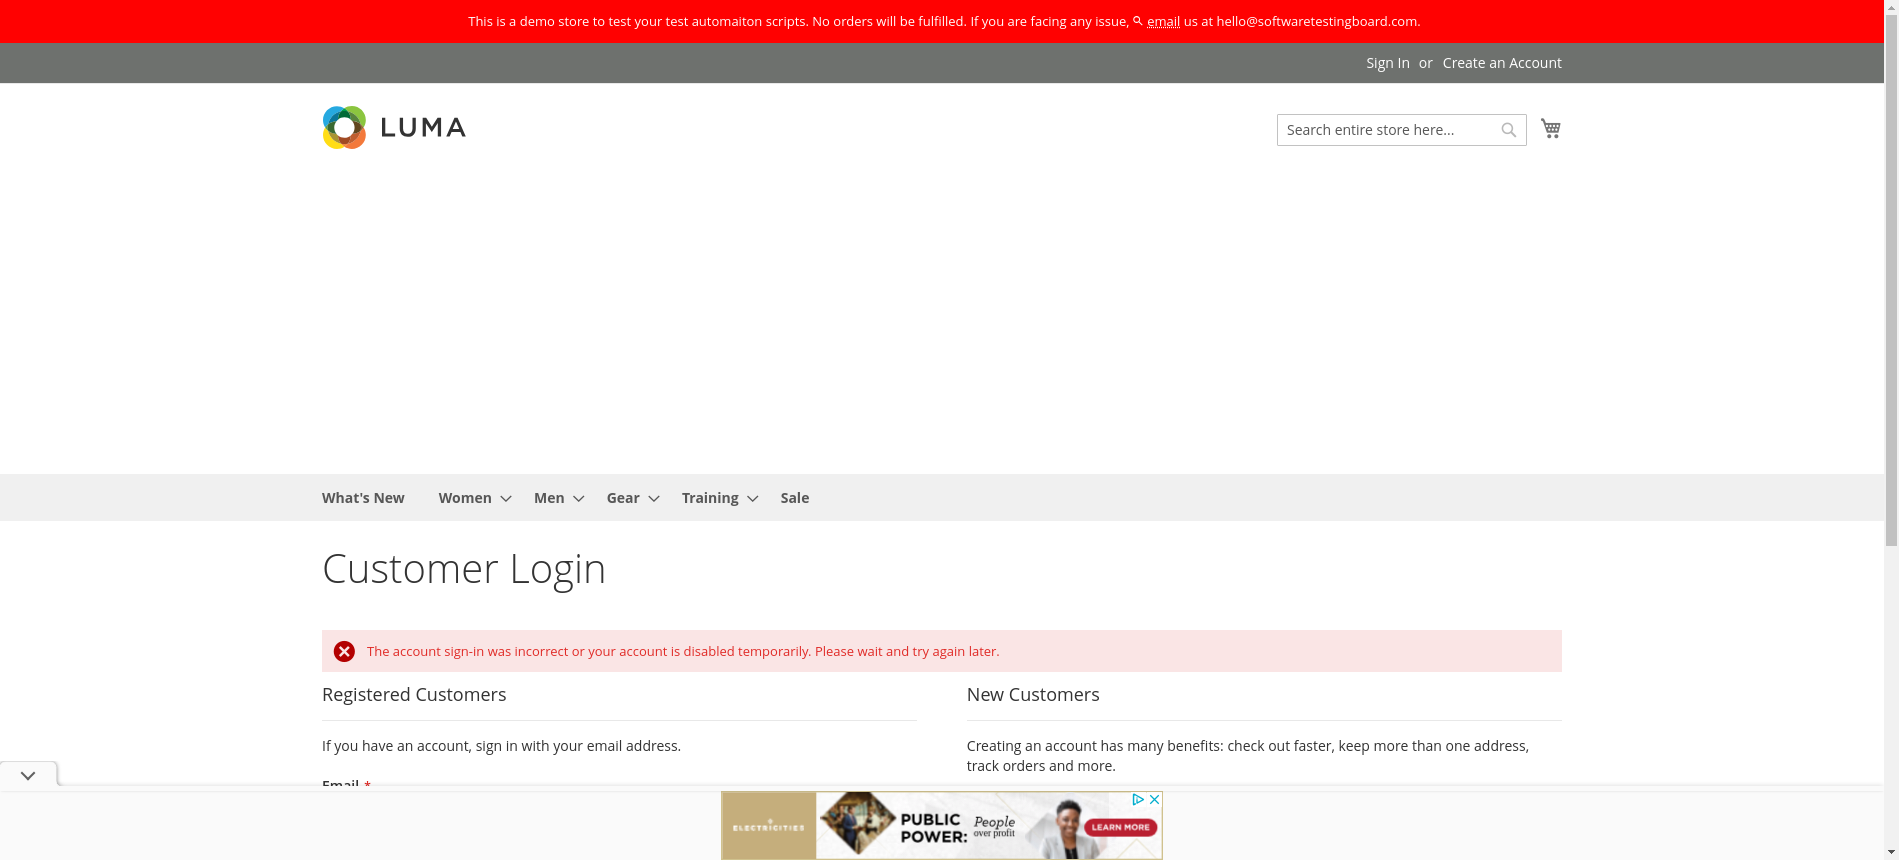 This is a demo store to test your test automaiton scripts. No orders will be fulfilled. If you are facing any issue, email us at hello@softwaretestingboard.com.
Sign In or Create an Account
LUMA
Search entire store here...
What's New Women Men Gear Training Sale
Customer Login
The account sign-in was incorrect or your account is disabled temporarily. Please wait and try again later.
Registered Customers
If you have an account, sign in with your email address.
Email *
New Customers
Creating an account has many benefits: check out faster, keep more than one address,
track orders and more.
ELECTRICITIES
PUBLIC
POWER:
People
over profit
LEARN MORE